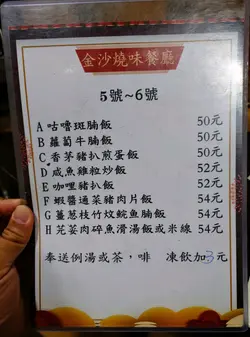 金沙燒味餐廳
5號~6號
A 咕嚕斑腩飯 50元
B 蘿蔔牛腩飯 50元
C 香茅豬扒煎蛋飯 50元
D 咸魚雞粒炒飯 52元
E 咖哩豬扒飯 52元
F 蝦醬通菜豬肉片飯 54元
G 薑葱枝竹炆鯇魚腩飯 54元
H 芫茜肉碎魚滑湯飯或米線 54元
奉送例湯或茶，啡 凍飲加3元